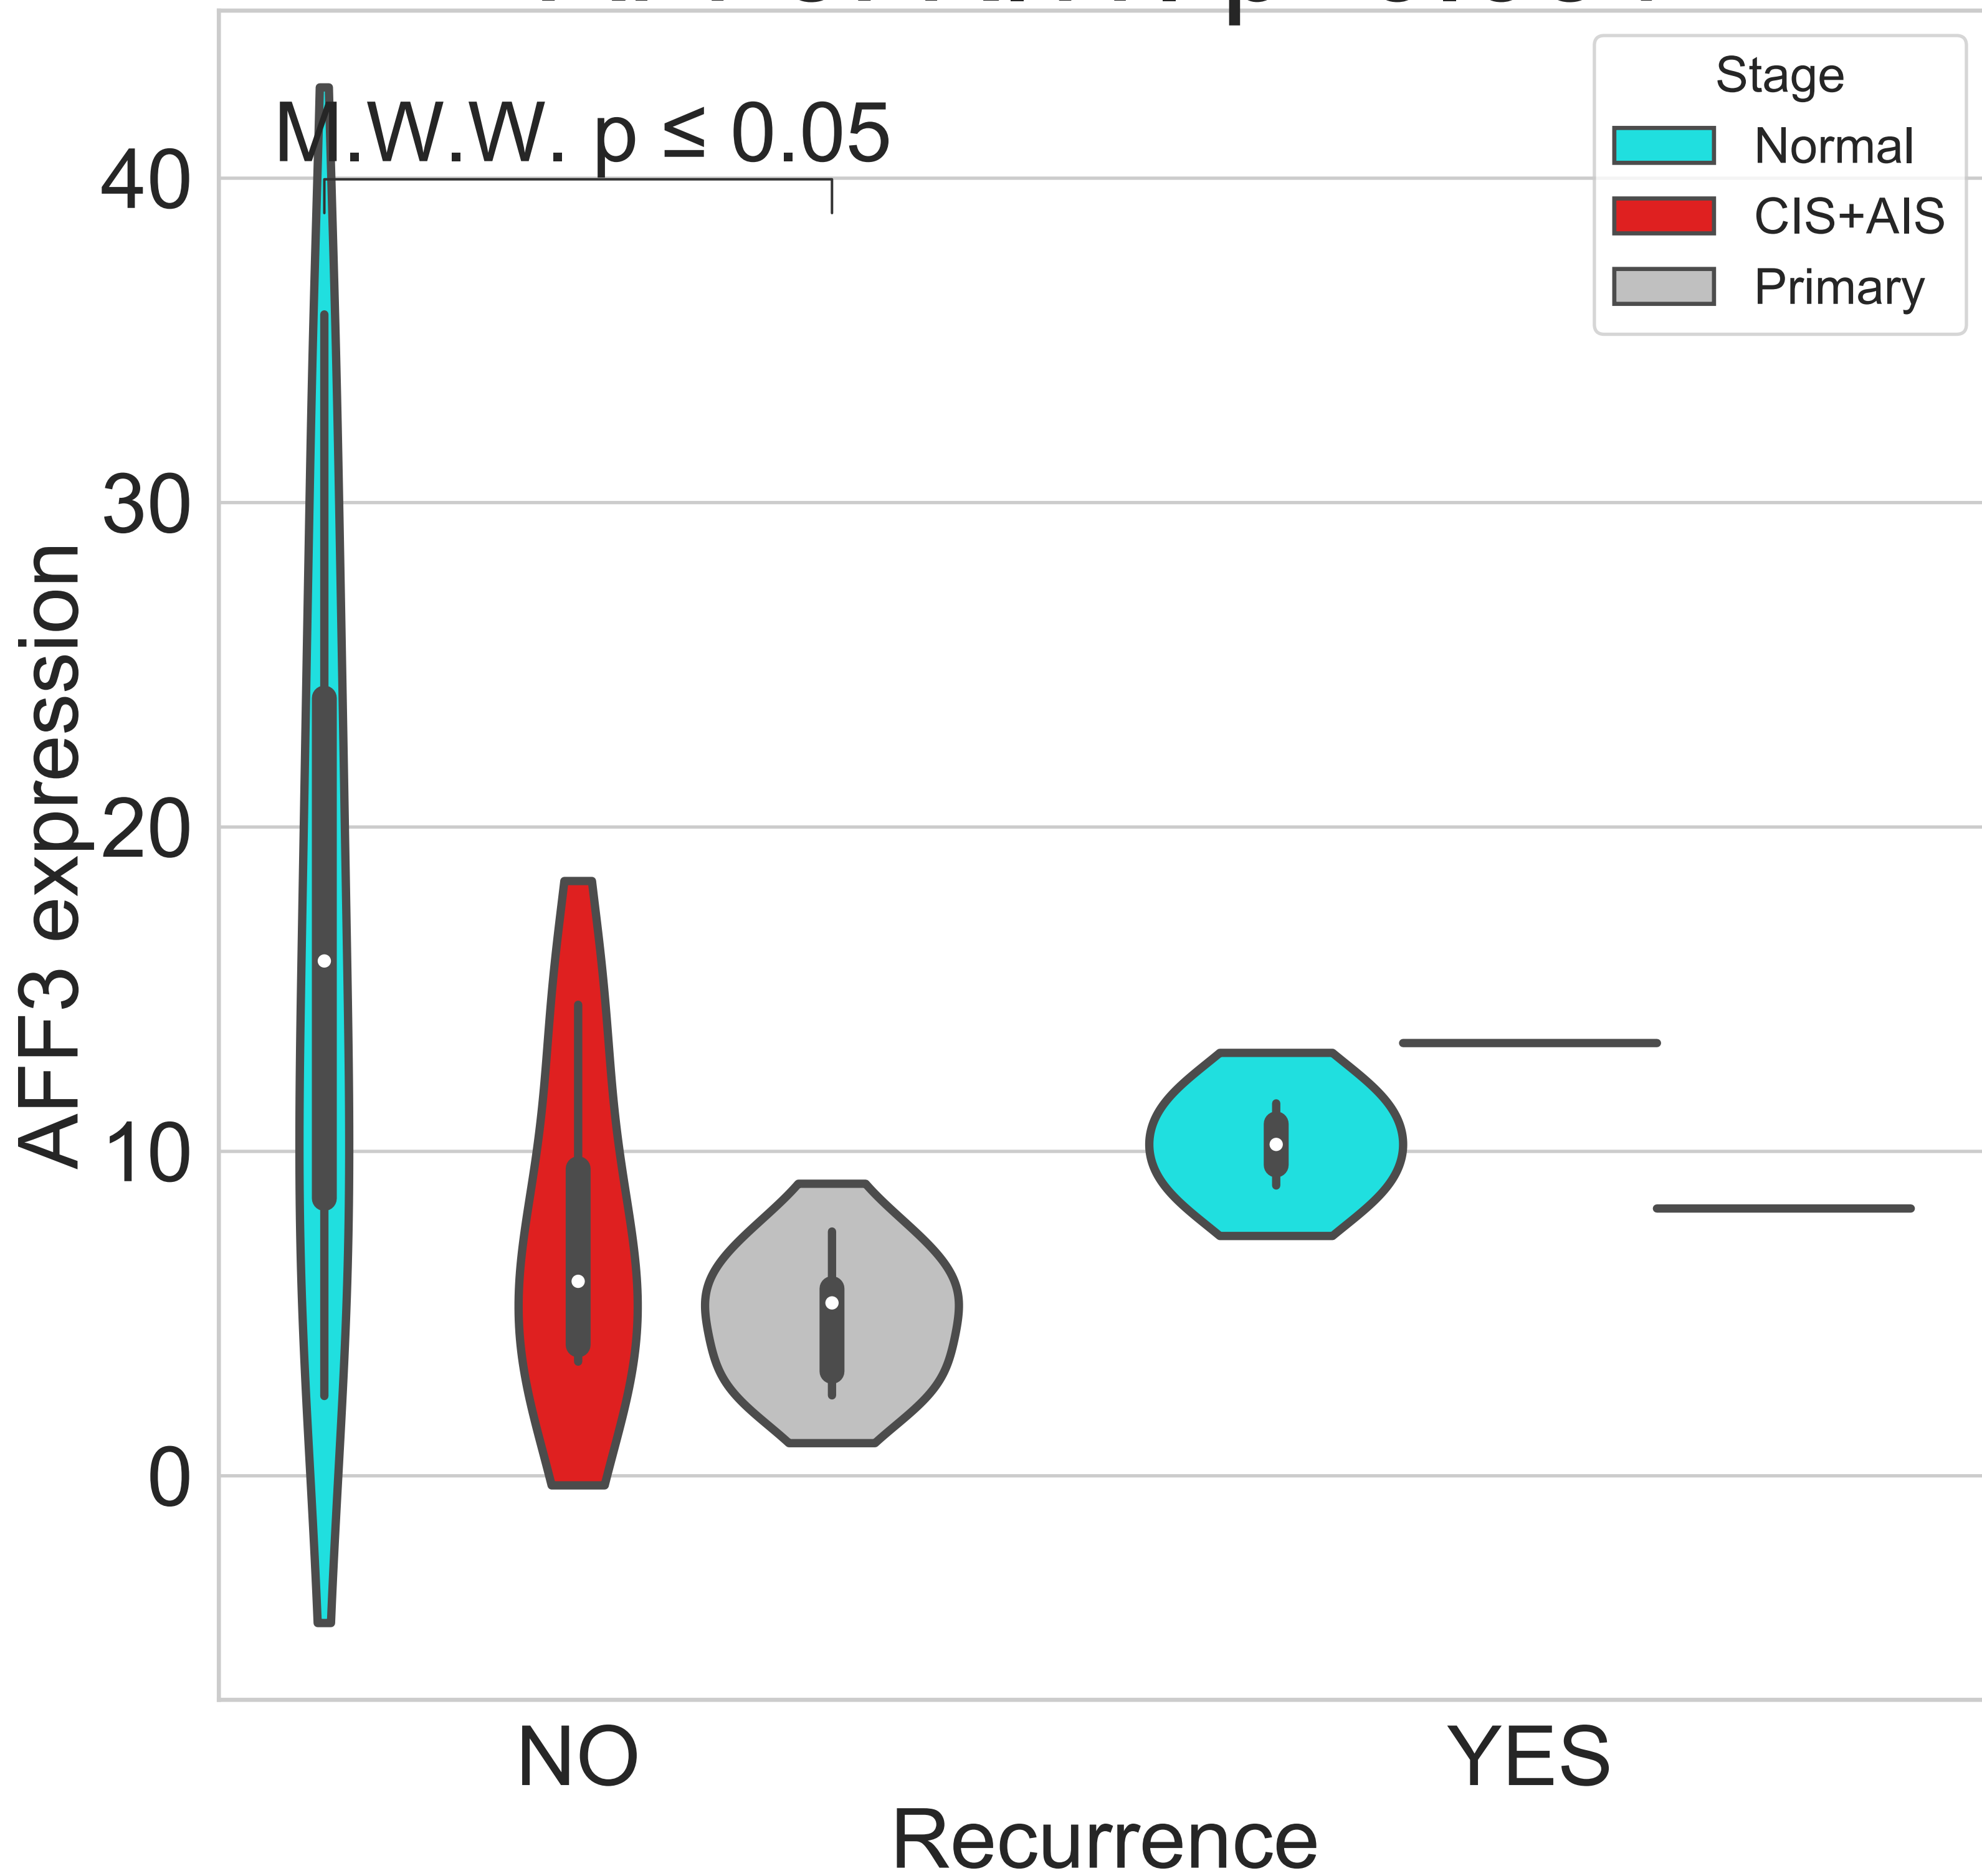 Stage
Normal
CIS+AIS
Primary
M.W.W. p ≤ 0.05
40
30
20
10
0
AFF3 expression
NO
YES
Recurrence